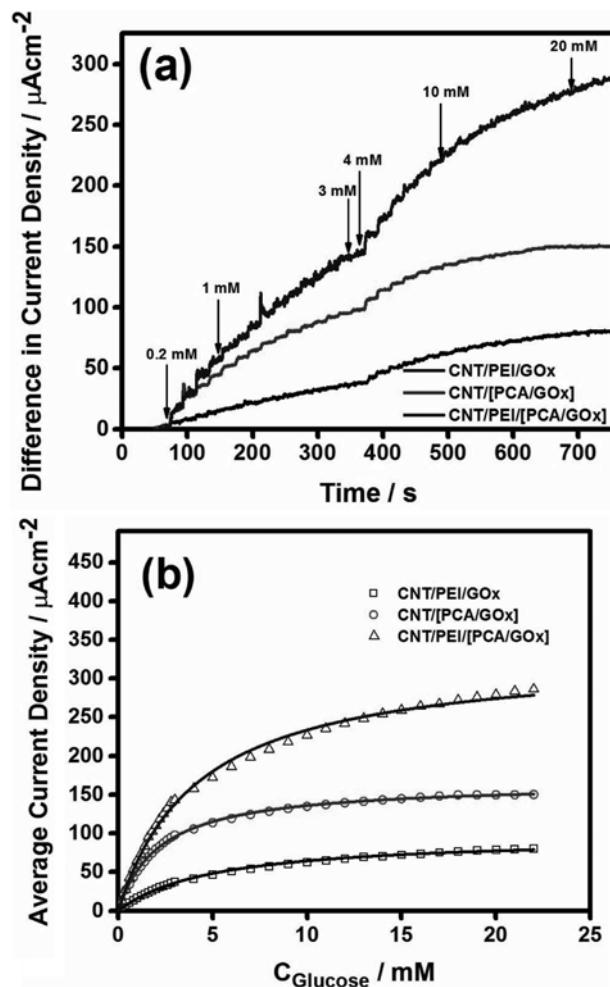 (a)
Difference in Current Density / µAcm⁻²
300
250
200
150
100
50
0
0.2 mM
1 mM
3 mM
4 mM
10 mM
20 mM
CNT/PEI/GOx
CNT/[PCA/GOx]
CNT/PEI/[PCA/GOx]
0 100 200 300 400 500 600 700
Time / s
(b)
Average Current Density / µAcm⁻²
450
400
350
300
250
200
150
100
50
0
CNT/PEI/GOx
CNT/[PCA/GOx]
CNT/PEI/[PCA/GOx]
0 5 10 15 20 25
C_Glucose / mM